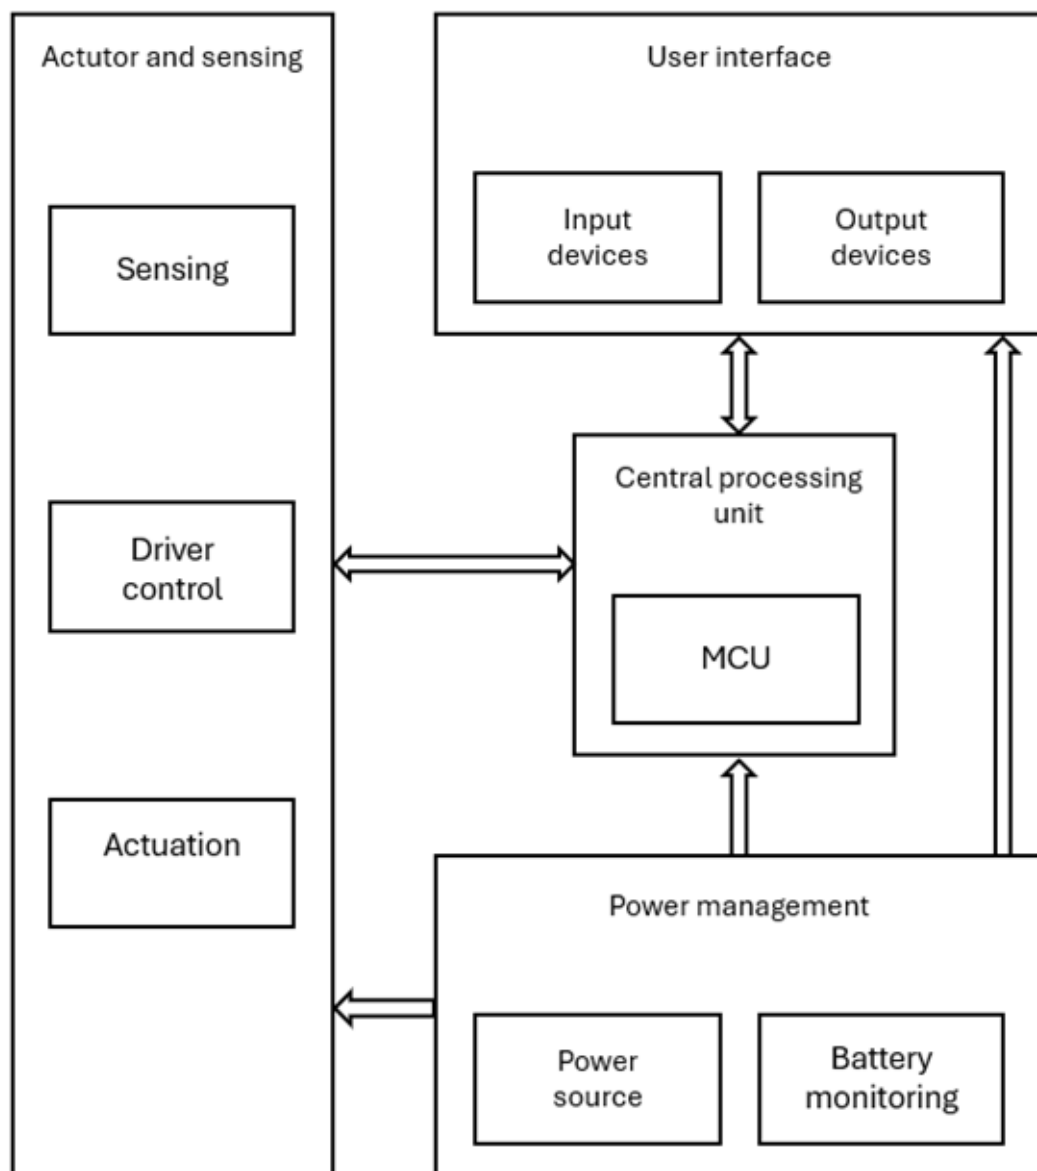 Actutor and sensing
Sensing
Driver
control
Actuation
User interface
Input
devices
Output
devices
Central processing
unit
MCU
Power management
Power
source
Battery
monitoring